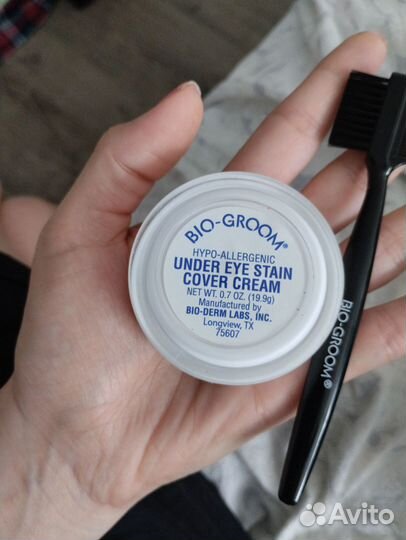 BIO-GROOM®
HYPO-ALLERGENIC
UNDER EYE STAIN
COVER CREAM
NET WT. 0.7 OZ. (19.9g)
Manufactured by
BIO-DERM LABS, INC.
Longview, TX
75607
BIO-GROOM®
Avito